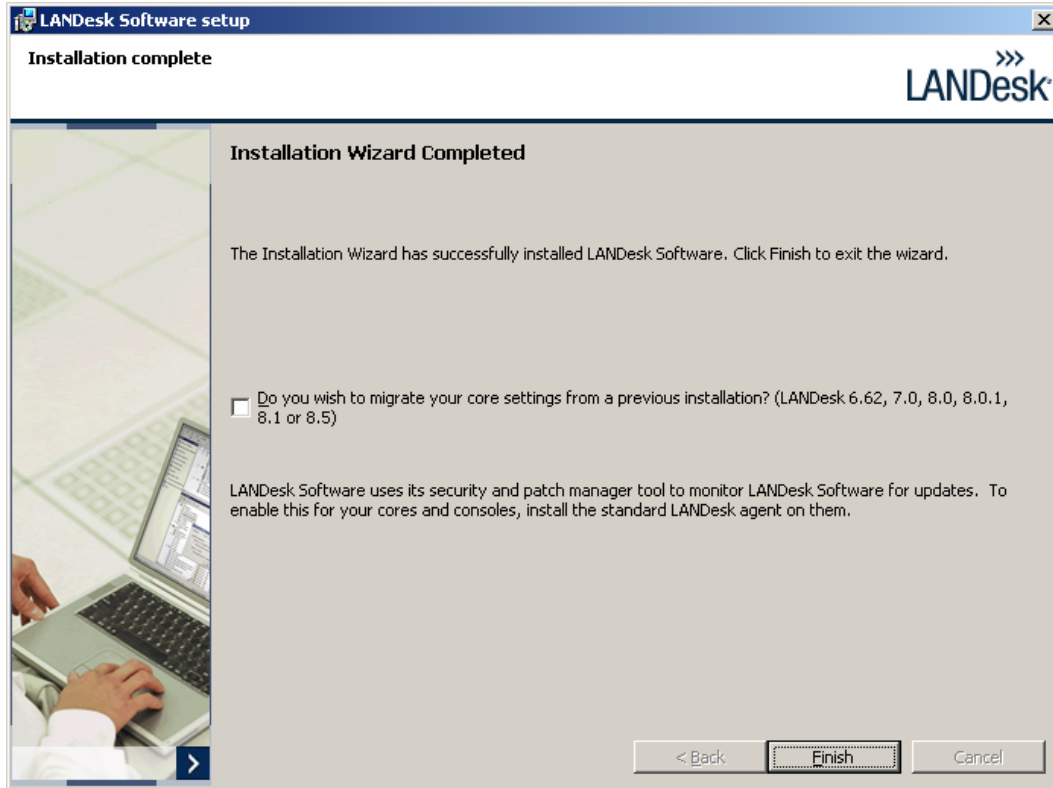 LANDesk Software setup
Installation complete
LANDesk
Installation Wizard Completed
The Installation Wizard has successfully installed LANDesk Software. Click Finish to exit the wizard.
Do you wish to migrate your core settings from a previous installation? (LANDesk 6.62, 7.0, 8.0, 8.0.1,
8.1 or 8.5)
LANDesk Software uses its security and patch manager tool to monitor LANDesk Software for updates. To
enable this for your cores and consoles, install the standard LANDesk agent on them.
< Back Finish Cancel